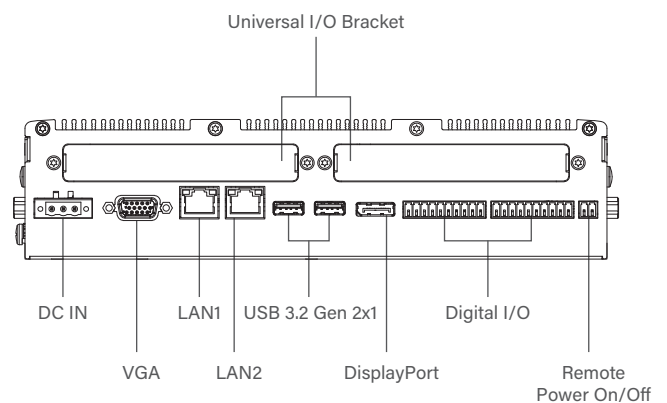 Universal I/O Bracket
DC IN
LAN1
USB 3.2 Gen 2x1
Digital I/O
VGA
LAN2
DisplayPort
Remote
Power On/Off